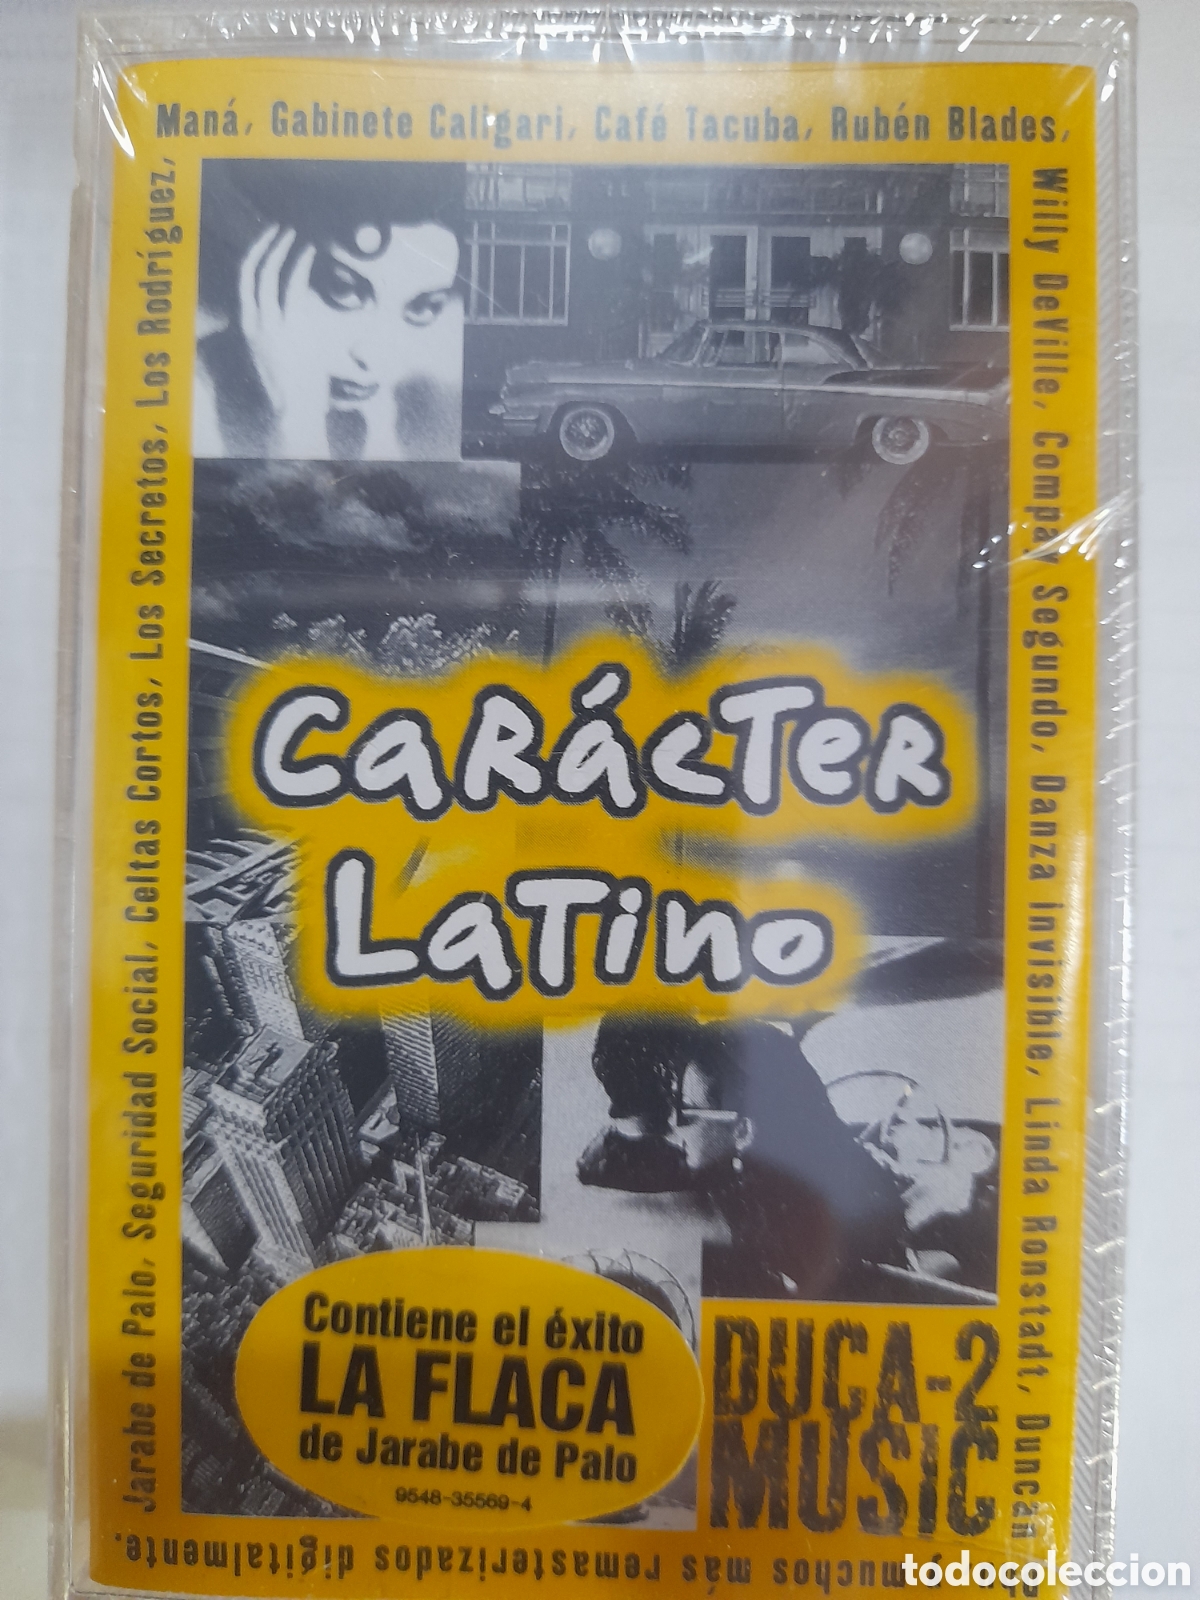 Jarabe de Palo, Seguridad Social, Celtas Cortos, Los Secretos, Los Rodríguez,
Maná, Gabinete Caligari, Café Tacuba, Rubén Blades,
Willy DeVille, Compay Segundo, Danza invisible, Linda Ronstadt, Duncan
muchos más remasterizados digitalmente.
CaRácTeR
LaTino
Contiene el éxito
LA FLACA
de Jarabe de Palo
9548-35569-4
DUCA-2
MUSIC
todocoleccion